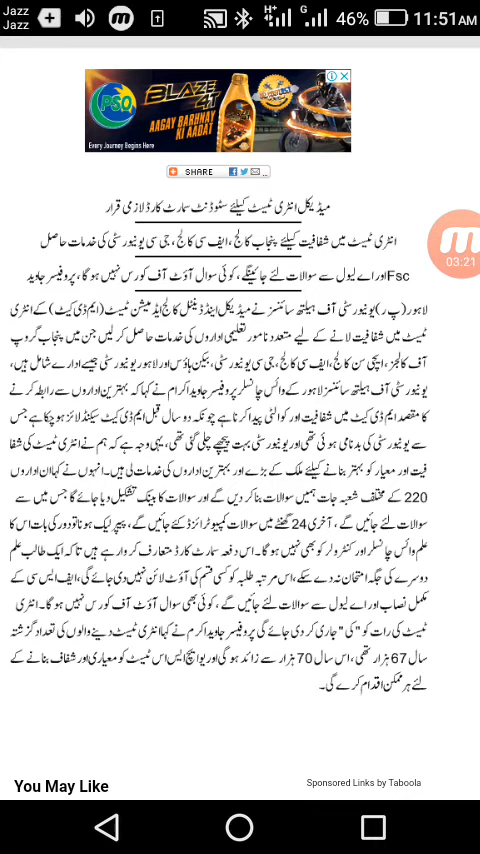 Jazz
Jazz
H+
G
46%
11:51AM
PSO
BLAZE
4T
AAGAY BARHNAY
KI AADAT
Every Journey Begins Here
SHARE
میڈیکل انٹری ٹیسٹ کیلئے سٹوڈنٹ سمارٹ کارڈ لازمی قرار
انٹری ٹیسٹ میں شفافیت کیلئے پنجاب کالج، ایف سی کالج، جی سی یونیورسٹی کی خدمات حاصل
Fsc اور اے لیول سے سوالات لئے جائینگے، کوئی سوال آؤٹ آف کورس نہیں ہوگا، پروفیسر جاوید
03:21
لاہور (پ ر) یونیورسٹی آف ہیلتھ سائنسز نے میڈیکل اینڈ ڈینٹل کالج ایڈمیشن ٹیسٹ (ایم ڈی کیٹ) کے انٹری
ٹیسٹ میں شفافیت لانے کے لیے متعدد نامور تعلیمی اداروں کی خدمات حاصل کر لیں جن میں پنجاب گروپ
آف کالجز، ایچی سن کالج، ایف سی کالج، جی سی یونیورسٹی، بیکن ہاؤس اور لاہور یونیورسٹی جیسے ادارے شامل ہیں،
یونیورسٹی آف ہیلتھ سائنسز لاہور کے وائس چانسلر پروفیسر جاوید اکرام نے کہا کہ بہترین اداروں سے رابطہ کرنے
کا مقصد ایم ڈی کیٹ میں شفافیت اور کوالٹی پیدا کرنا ہے چونکہ دو سال قبل ایم ڈی کیٹ سکینڈلائز ہو چکا ہے جس
سے یونیورسٹی کی بدنامی ہوئی تھی اور یونیورسٹی بہت پیچھے چلی گئی تھی، یہی وجہ ہے کہ ہم نے انٹری ٹیسٹ کی شفا
فیت اور معیار کو بہتر بنانے کیلئے ملک کے بڑے اور بہترین اداروں کی خدمات لی ہیں۔ انہوں نے کہا ان اداروں
کے مختلف شعبہ جات ہمیں سوالات بنا کر دیں گے اور سوالات کا بینک تشکیل دیا جائے گا جس میں سے 220
سوالات لئے جائیں گے، آخری 24 گھنٹے میں سوالات کمپیوٹرائزڈ کئے جائیں گے، پیپر لیک ہونا تو دور کی بات اس کا
علم وائس چانسلر اور کنٹرولر کو بھی نہیں ہوگا۔ اس دفعہ سمارٹ کارڈ متعارف کروا رہے ہیں تاکہ ایک طالب علم
دوسرے کی جگہ امتحان نہ دے سکے، اس مرتبہ طلبہ کو کسی قسم کی آؤٹ لائن نہیں دی جائے گی، ایف ایس سی کے
مکمل نصاب اور اے لیول سے سوالات لئے جائیں گے، کوئی بھی سوال آؤٹ آف کورس نہیں ہوگا۔ انٹری
ٹیسٹ کی رات کو "کی" جاری کر دی جائے گی پروفیسر جاوید اکرم نے کہا انٹری ٹیسٹ دینے والوں کی تعداد گزشتہ
سال 67 ہزار تھی، اس سال 70 ہزار سے زائد ہوگی اور یو ایچ ایس اس ٹیسٹ کو معیاری اور شفاف بنانے کے
لئے ہر ممکن اقدام کرے گی۔
You May Like
Sponsored Links by Taboola